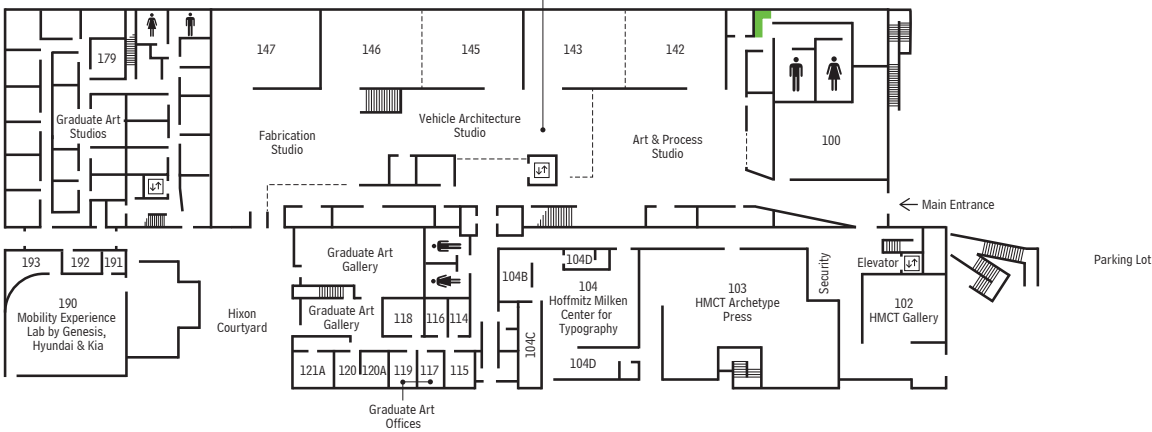 179
147
146
145
143
142
Graduate Art
Studios
Fabrication
Studio
Vehicle Architecture
Studio
Art & Process
Studio
100
Main Entrance
193
192
191
190
Mobility Experience
Lab by Genesis,
Hyundai & Kia
Hixon
Courtyard
Graduate Art
Gallery
Graduate Art
Gallery
118
116
114
121A
120
120A
119
117
115
Graduate Art
Offices
104B
104D
104
Hoffmitz Milken
Center for
Typography
104C
104D
103
HMCT Archetype
Press
Security
Elevator
102
HMCT Gallery
Parking Lot